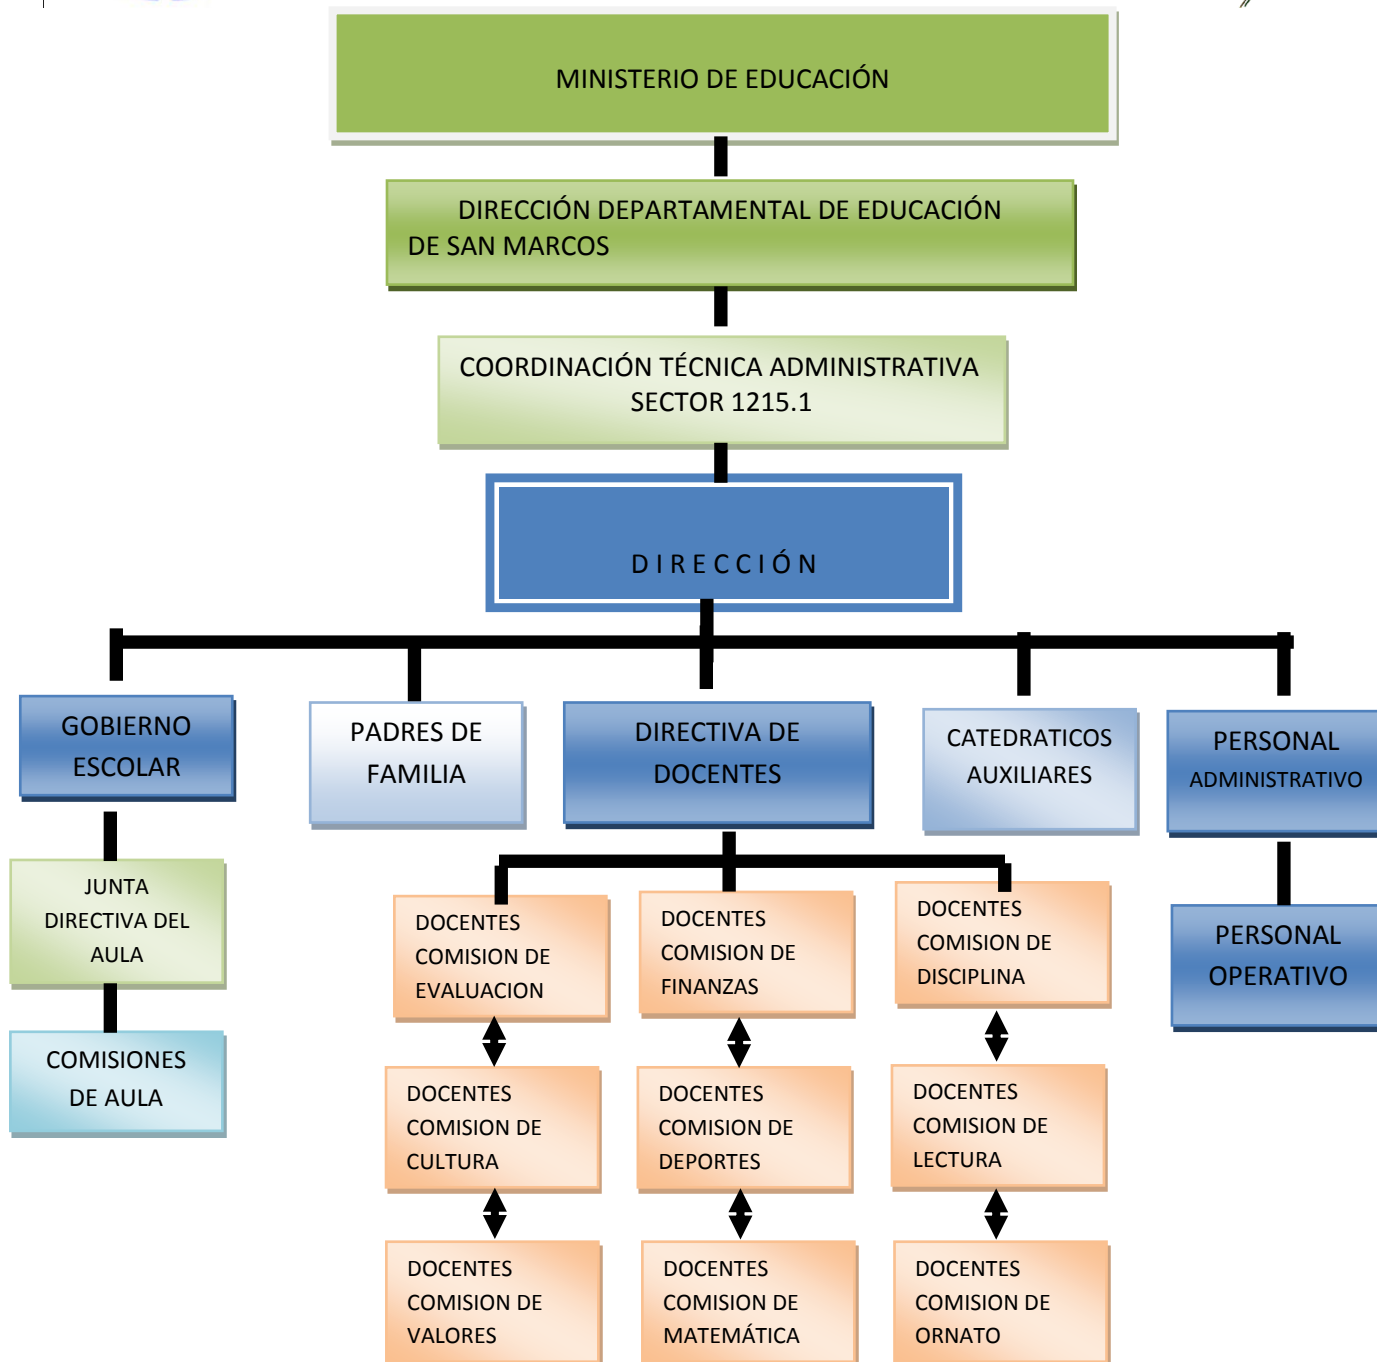 MINISTERIO DE EDUCACIÓN
DIRECCIÓN DEPARTAMENTAL DE EDUCACIÓN
DE SAN MARCOS
COORDINACIÓN TÉCNICA ADMINISTRATIVA
SECTOR 1215.1
D I R E C C I Ó N
GOBIERNO
ESCOLAR
PADRES DE
FAMILIA
DIRECTIVA DE
DOCENTES
CATEDRATICOS
AUXILIARES
PERSONAL
ADMINISTRATIVO
JUNTA
DIRECTIVA DEL
AULA
DOCENTES
COMISION DE
EVALUACION
DOCENTES
COMISION DE
FINANZAS
DOCENTES
COMISION DE
DISCIPLINA
PERSONAL
OPERATIVO
COMISIONES
DE AULA
DOCENTES
COMISION DE
CULTURA
DOCENTES
COMISION DE
DEPORTES
DOCENTES
COMISION DE
LECTURA
DOCENTES
COMISION DE
VALORES
DOCENTES
COMISION DE
MATEMÁTICA
DOCENTES
COMISION DE
ORNATO